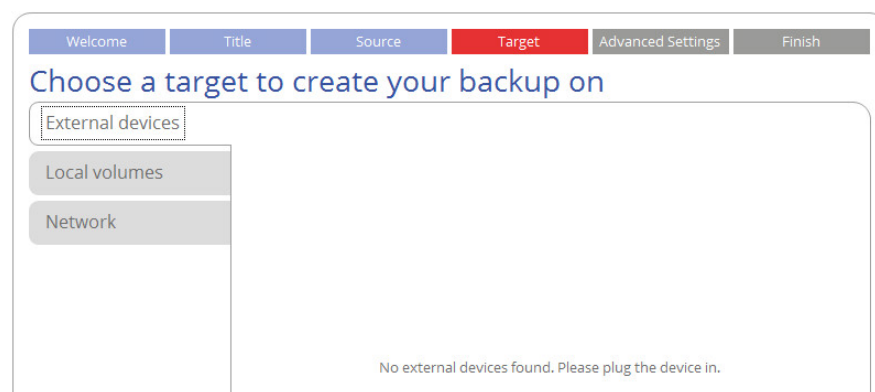 Welcome Title Source Target Advanced Settings Finish
Choose a target to create your backup on
External devices
Local volumes
Network
No external devices found. Please plug the device in.